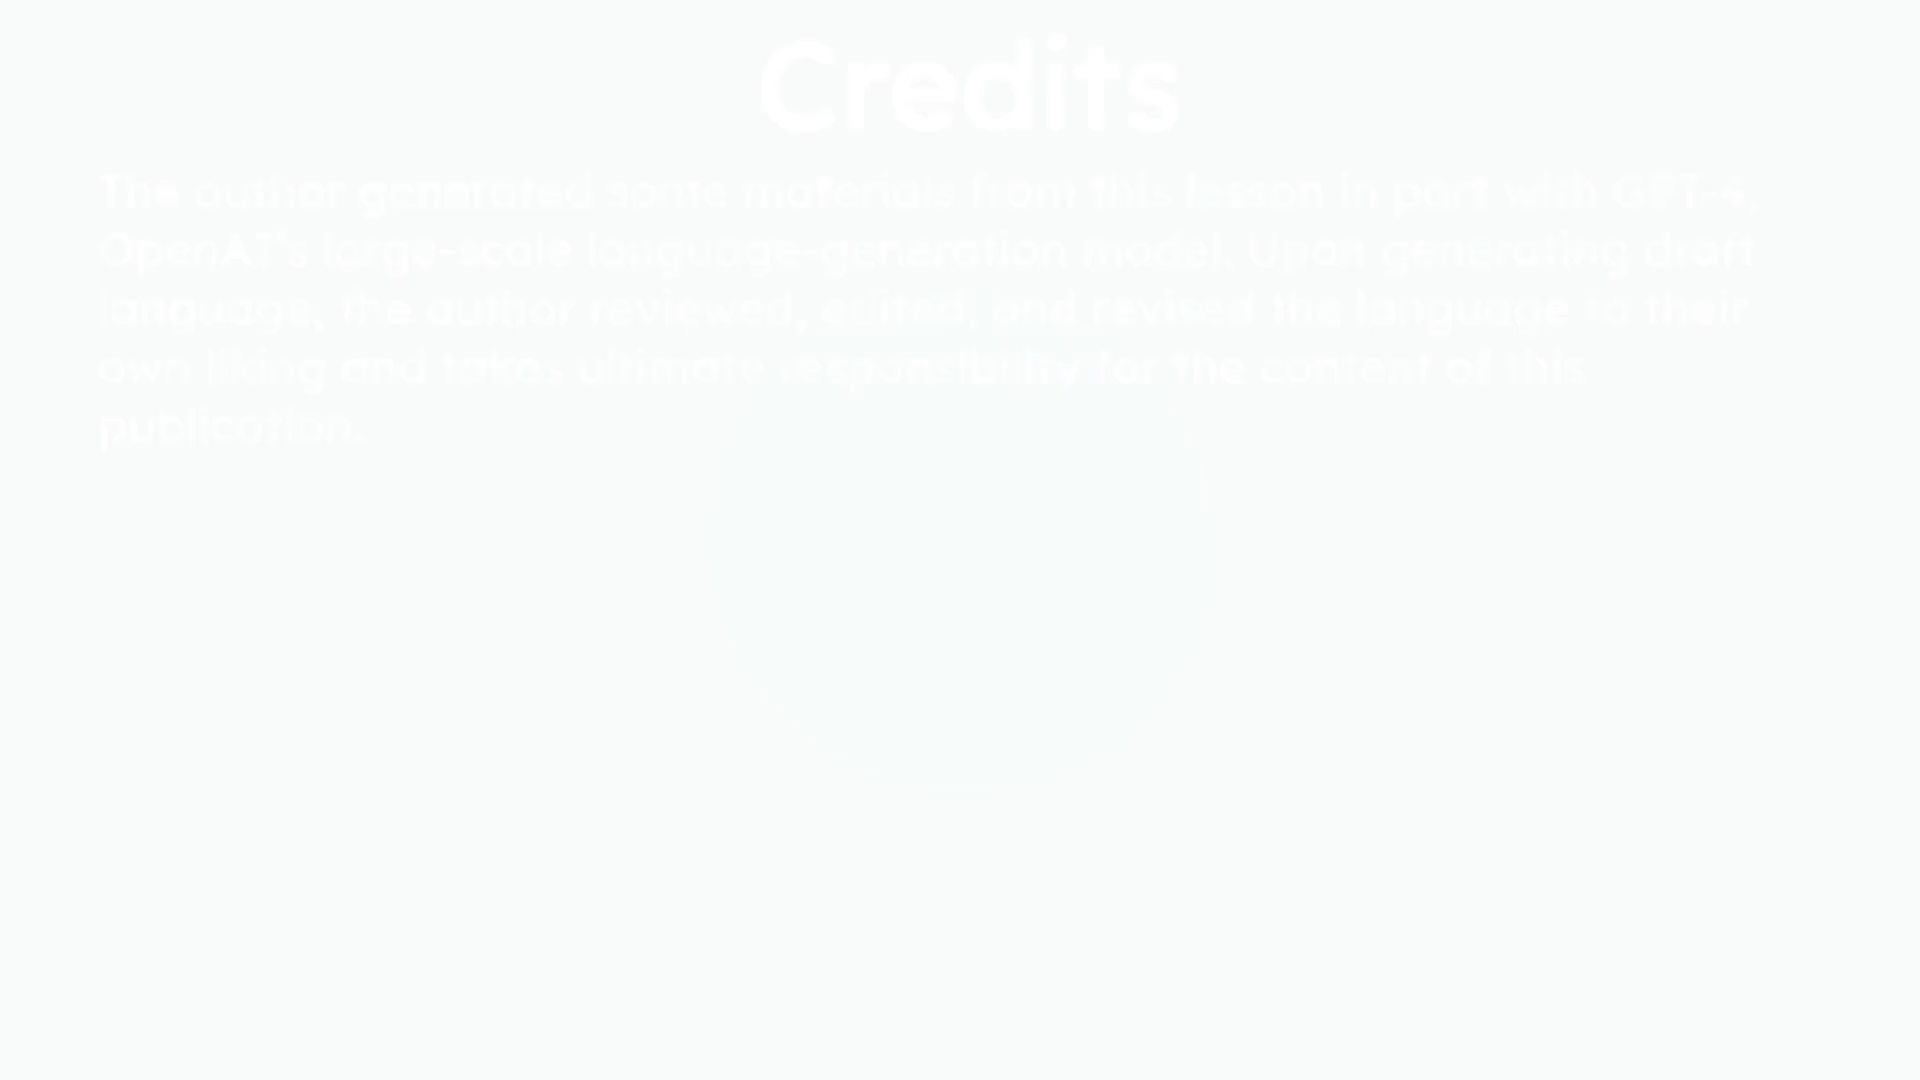 Credits
The author generated some materials from this lesson in part with GPT-4,
OpenAI's large-scale language-generation model. Upon generating draft
language, the author reviewed, edited, and revised the language to their
own liking and takes ultimate responsibility for the content of this
publication.